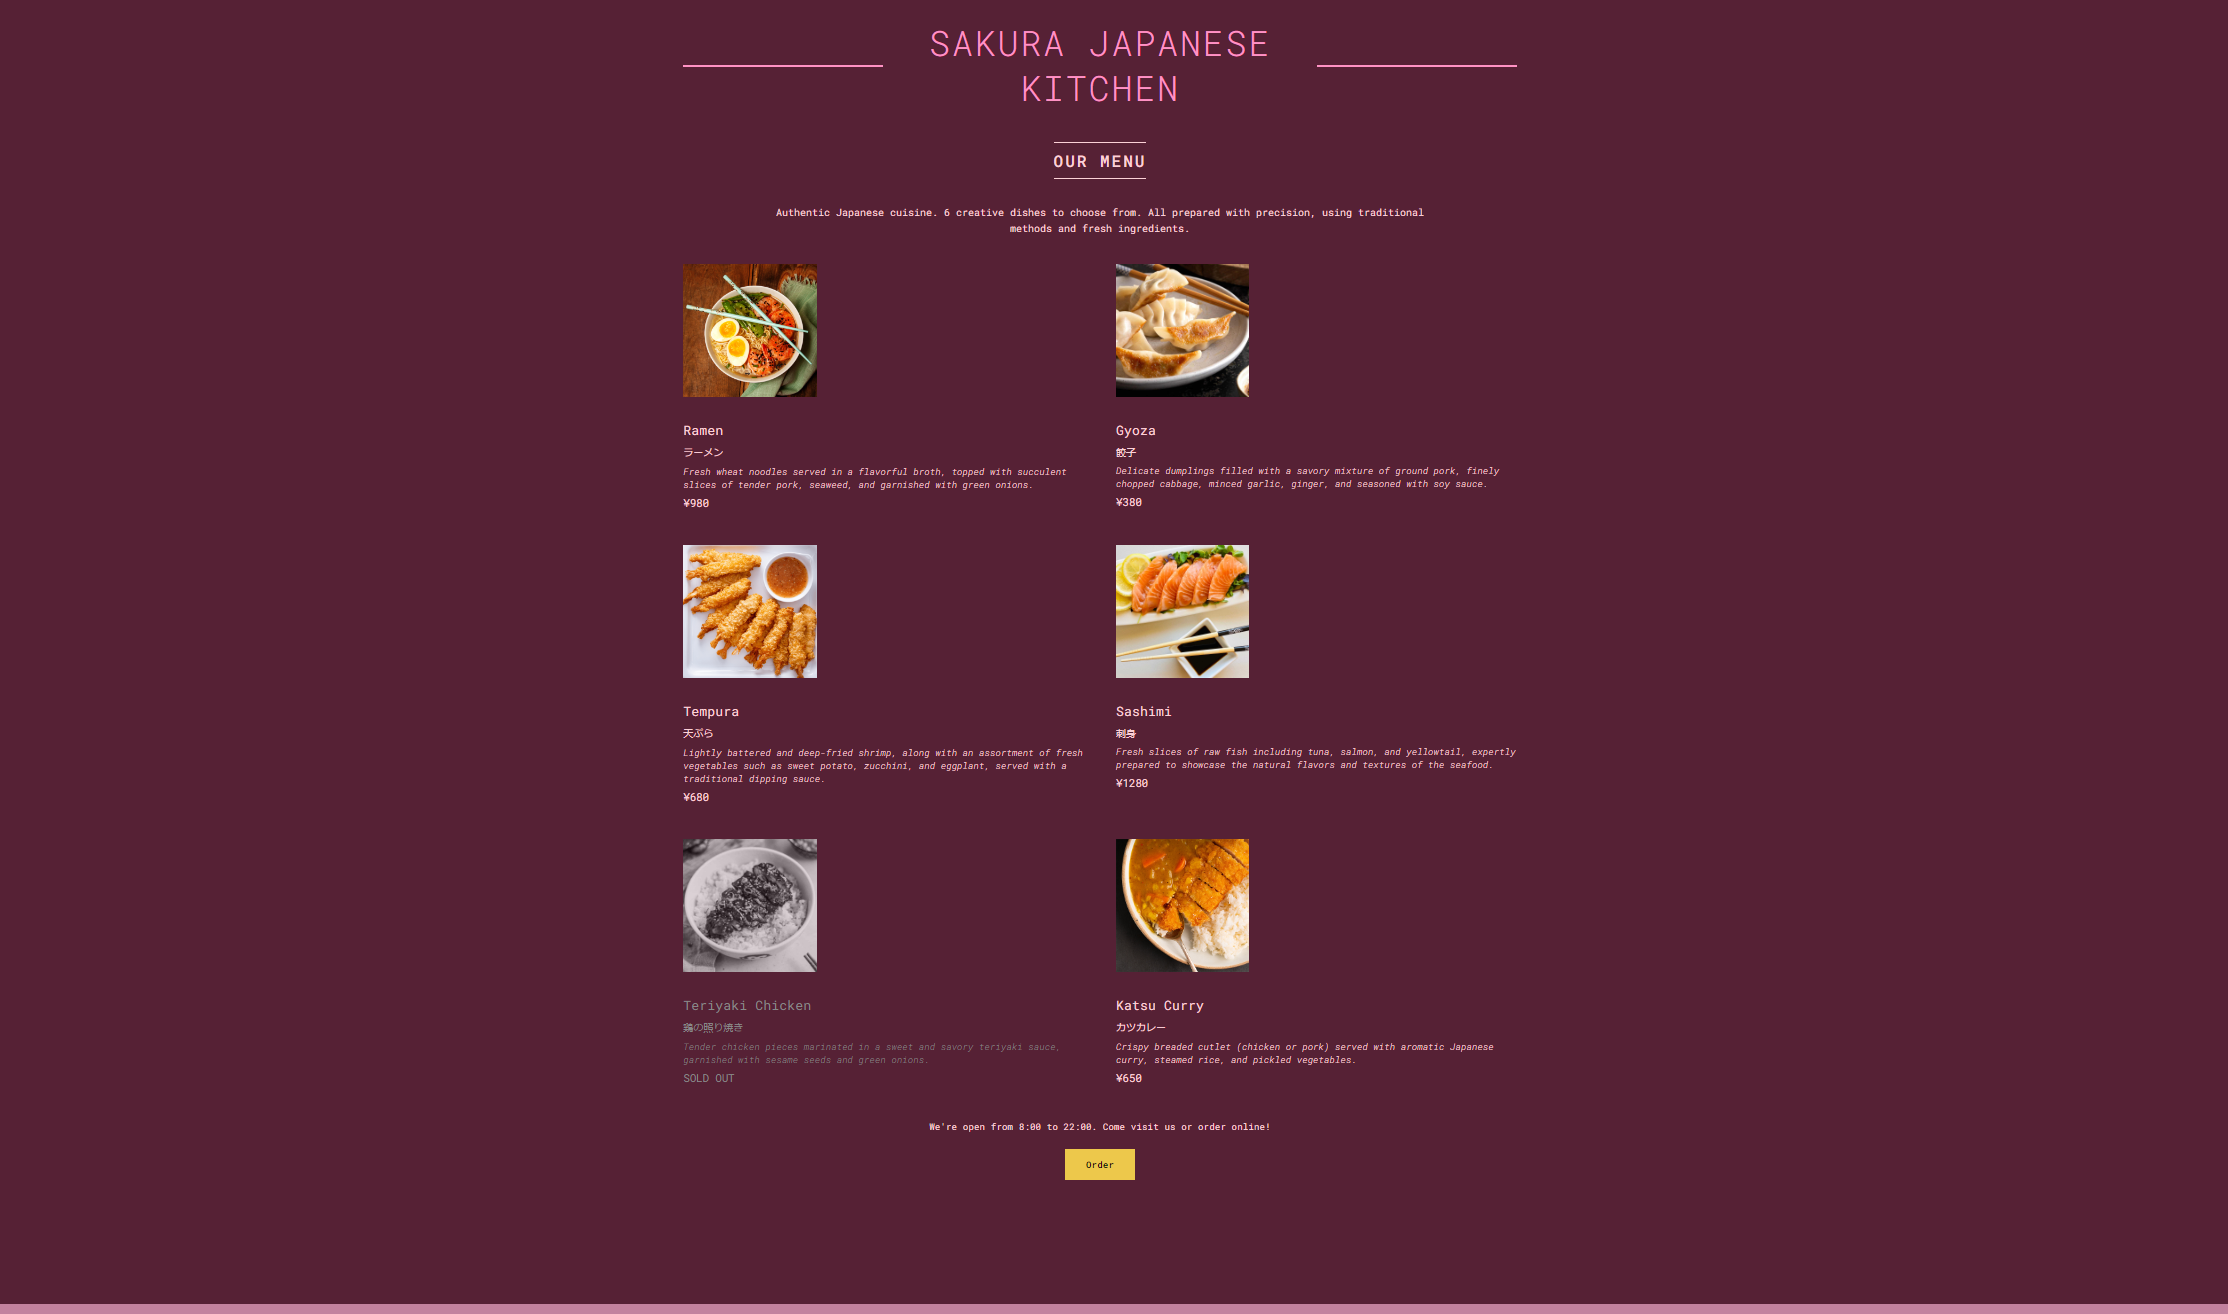 SAKURA JAPANESE
KITCHEN
OUR MENU
Authentic Japanese cuisine. 6 creative dishes to choose from. All prepared with precision, using traditional
methods and fresh ingredients.
Ramen
ラーメン
Fresh wheat noodles served in a flavorful broth, topped with succulent
slices of tender pork, seaweed, and garnished with green onions.
¥980
Gyoza
餃子
Delicate dumplings filled with a savory mixture of ground pork, finely
chopped cabbage, minced garlic, ginger, and seasoned with soy sauce.
¥380
Tempura
天ぷら
Lightly battered and deep-fried shrimp, along with an assortment of fresh
vegetables such as sweet potato, zucchini, and eggplant, served with a
traditional dipping sauce.
¥680
Sashimi
刺身
Fresh slices of raw fish including tuna, salmon, and yellowtail, expertly
prepared to showcase the natural flavors and textures of the seafood.
¥1280
Teriyaki Chicken
鶏の照り焼き
Tender chicken pieces marinated in a sweet and savory teriyaki sauce,
garnished with sesame seeds and green onions.
SOLD OUT
Katsu Curry
カツカレー
Crispy breaded cutlet (chicken or pork) served with aromatic Japanese
curry, steamed rice, and pickled vegetables.
¥650
We're open from 8:00 to 22:00. Come visit us or order online!
Order